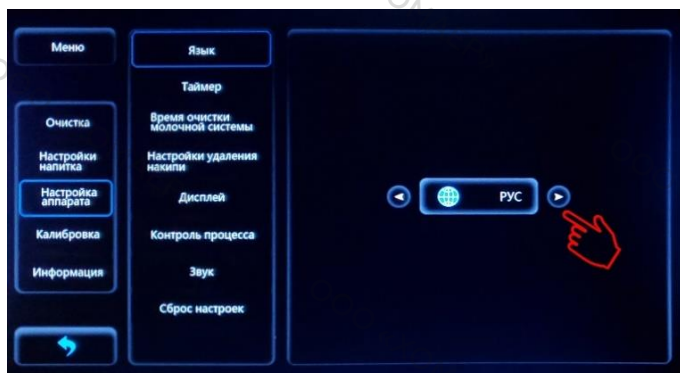 Меню
Очистка
Настройки
напитка
Настройка
аппарата
Калибровка
Информация
Язык
Таймер
Время очистки
молочной системы
Настройки удаления
накипи
Дисплей
Контроль процесса
Звук
Сброс настроек
РУС